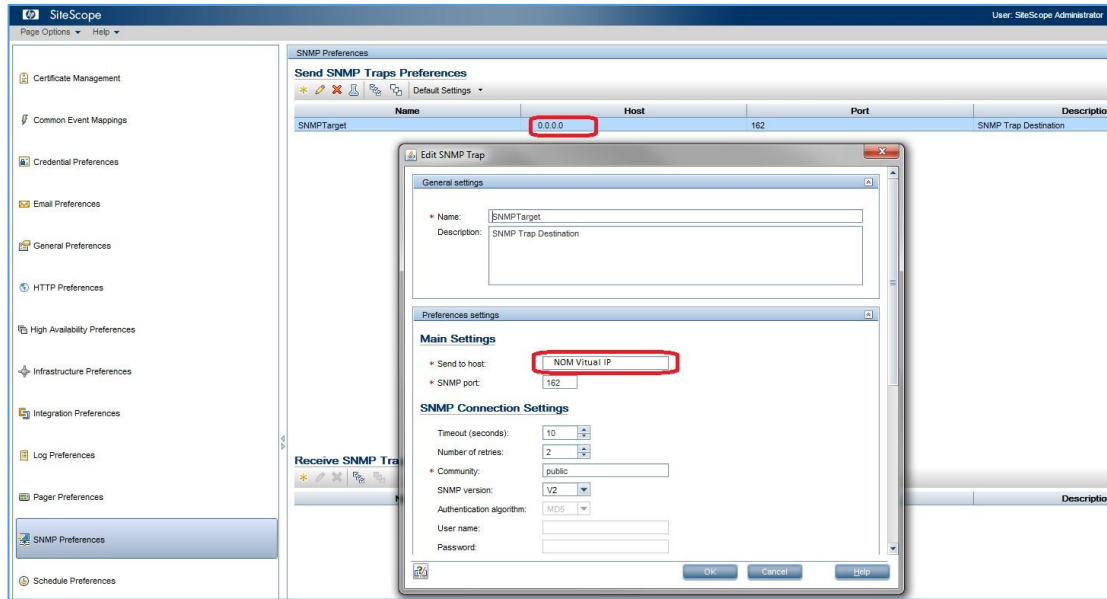 SiteScope
User: SiteScope Administrator
Page Options Help
Certificate Management
Common Event Mappings
Credential Preferences
Email Preferences
General Preferences
HTTP Preferences
High Availability Preferences
Infrastructure Preferences
Integration Preferences
Log Preferences
Pager Preferences
SNMP Preferences
Schedule Preferences
SNMP Preferences
Send SNMP Traps Preferences
Default Settings
Name Host Port Descriptio
SNMPTarget 0.0.0.0 162 SNMP Trap Destination
Receive SNMP Tra
N Descriptio
Edit SNMP Trap
General settings
* Name: SNMPTarget
Description: SNMP Trap Destination
Preferences settings
Main Settings
* Send to host: NOM Vitual IP
* SNMP port: 162
SNMP Connection Settings
Timeout (seconds): 10
Number of retries: 2
* Community: public
SNMP version: V2
Authentication algorithm: MD5
User name:
Password:
OK Cancel Help